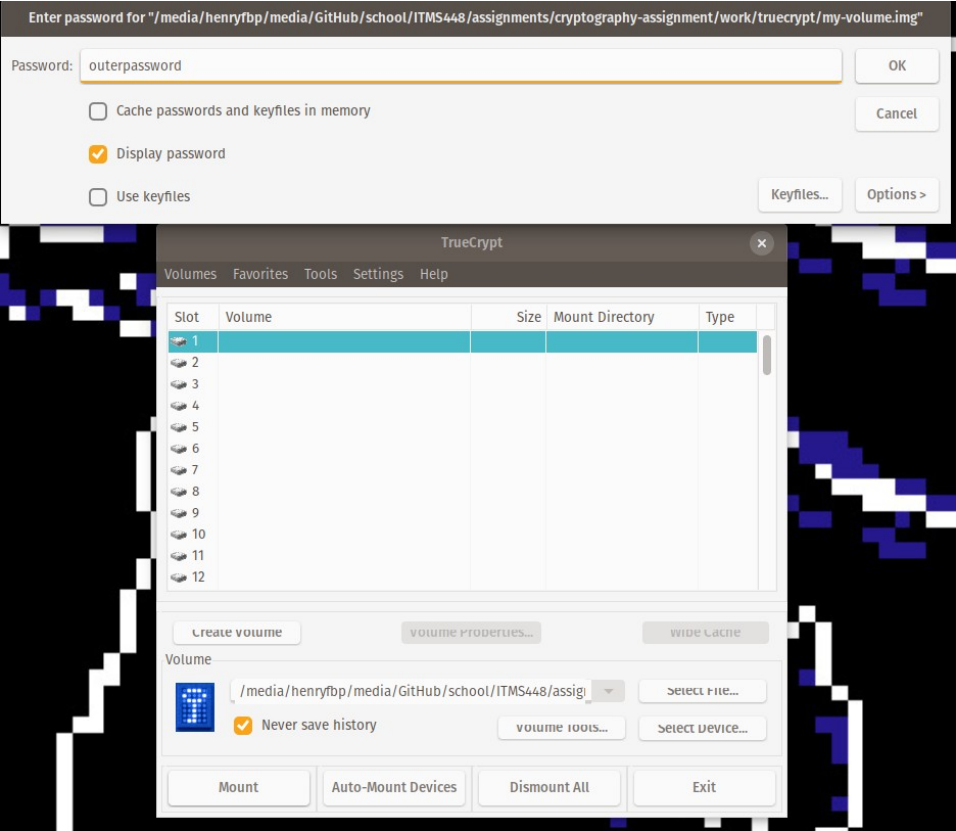 Enter password for "/media/henryfbp/media/GitHub/school/ITMS448/assignments/cryptography-assignment/work/truecrypt/my-volume.img"
Password: outerpassword OK
Cache passwords and keyfiles in memory Cancel
Display password
Use keyfiles Keyfiles... Options >
TrueCrypt
Volumes Favorites Tools Settings Help
Slot Volume Size Mount Directory Type
1
2
3
4
5
6
7
8
9
10
11
12
Create Volume Volume Properties... Wipe Cache
Volume
/media/henryfbp/media/GitHub/school/ITMS448/assig Select File...
Never save history Volume Tools... Select Device...
Mount Auto-Mount Devices Dismount All Exit